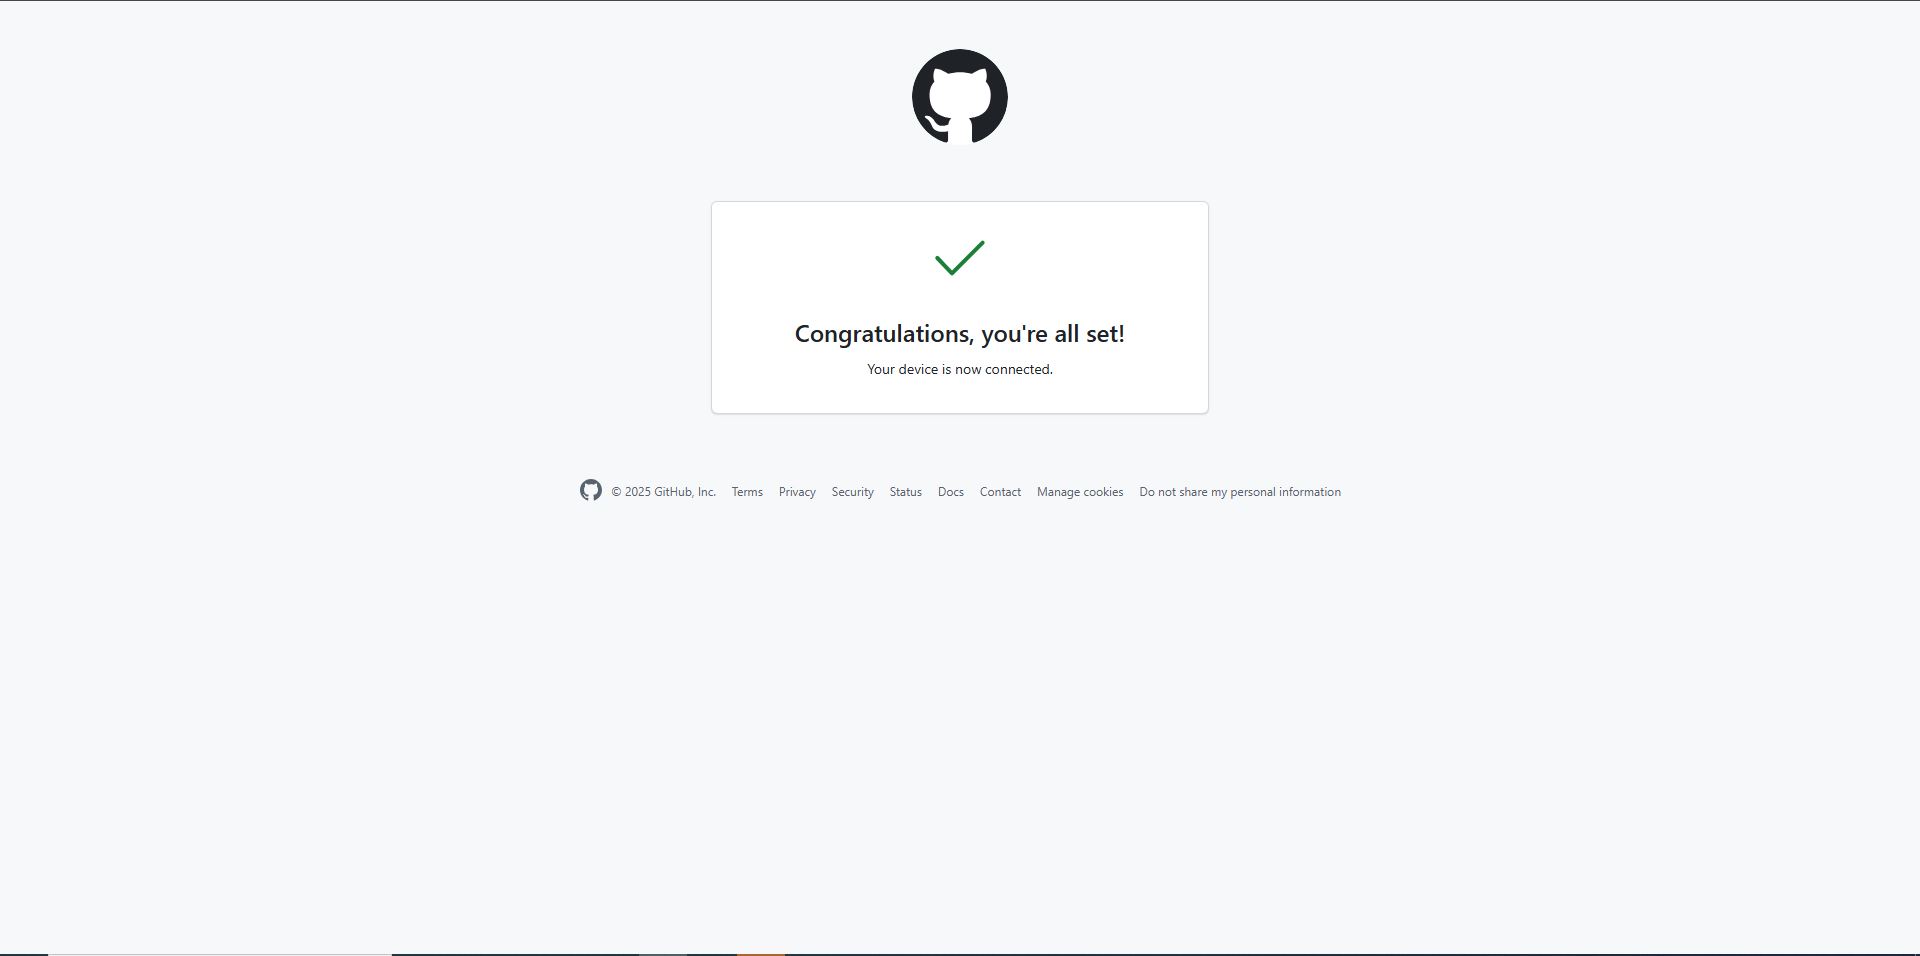 Congratulations, you're all set!
Your device is now connected.
© 2025 GitHub, Inc. Terms Privacy Security Status Docs Contact Manage cookies Do not share my personal information